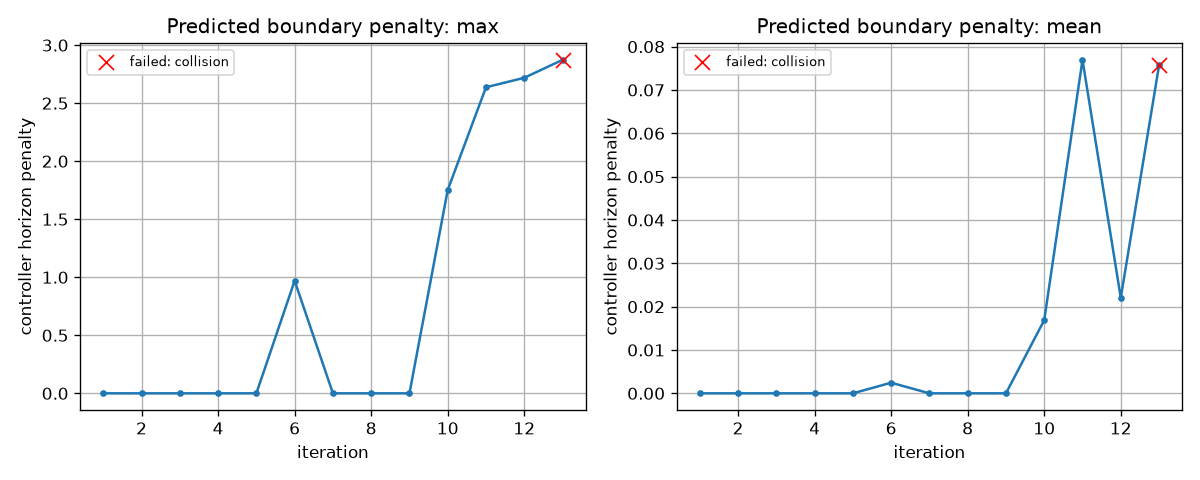 Predicted boundary penalty: max
failed: collision
controller horizon penalty
3.0
2.5
2.0
1.5
1.0
0.5
0.0
2 4 6 8 10 12
iteration
Predicted boundary penalty: mean
failed: collision
controller horizon penalty
0.08
0.07
0.06
0.05
0.04
0.03
0.02
0.01
0.00
2 4 6 8 10 12
iteration